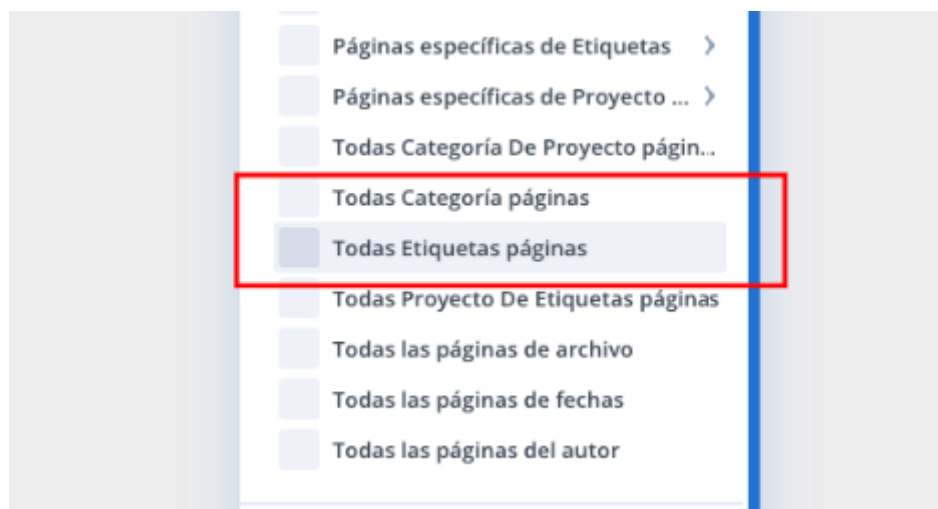 Páginas específicas de Etiquetas
Páginas específicas de Proyecto ...
Todas Categoría De Proyecto págin...
Todas Categoría páginas
Todas Etiquetas páginas
Todas Proyecto De Etiquetas páginas
Todas las páginas de archivo
Todas las páginas de fechas
Todas las páginas del autor